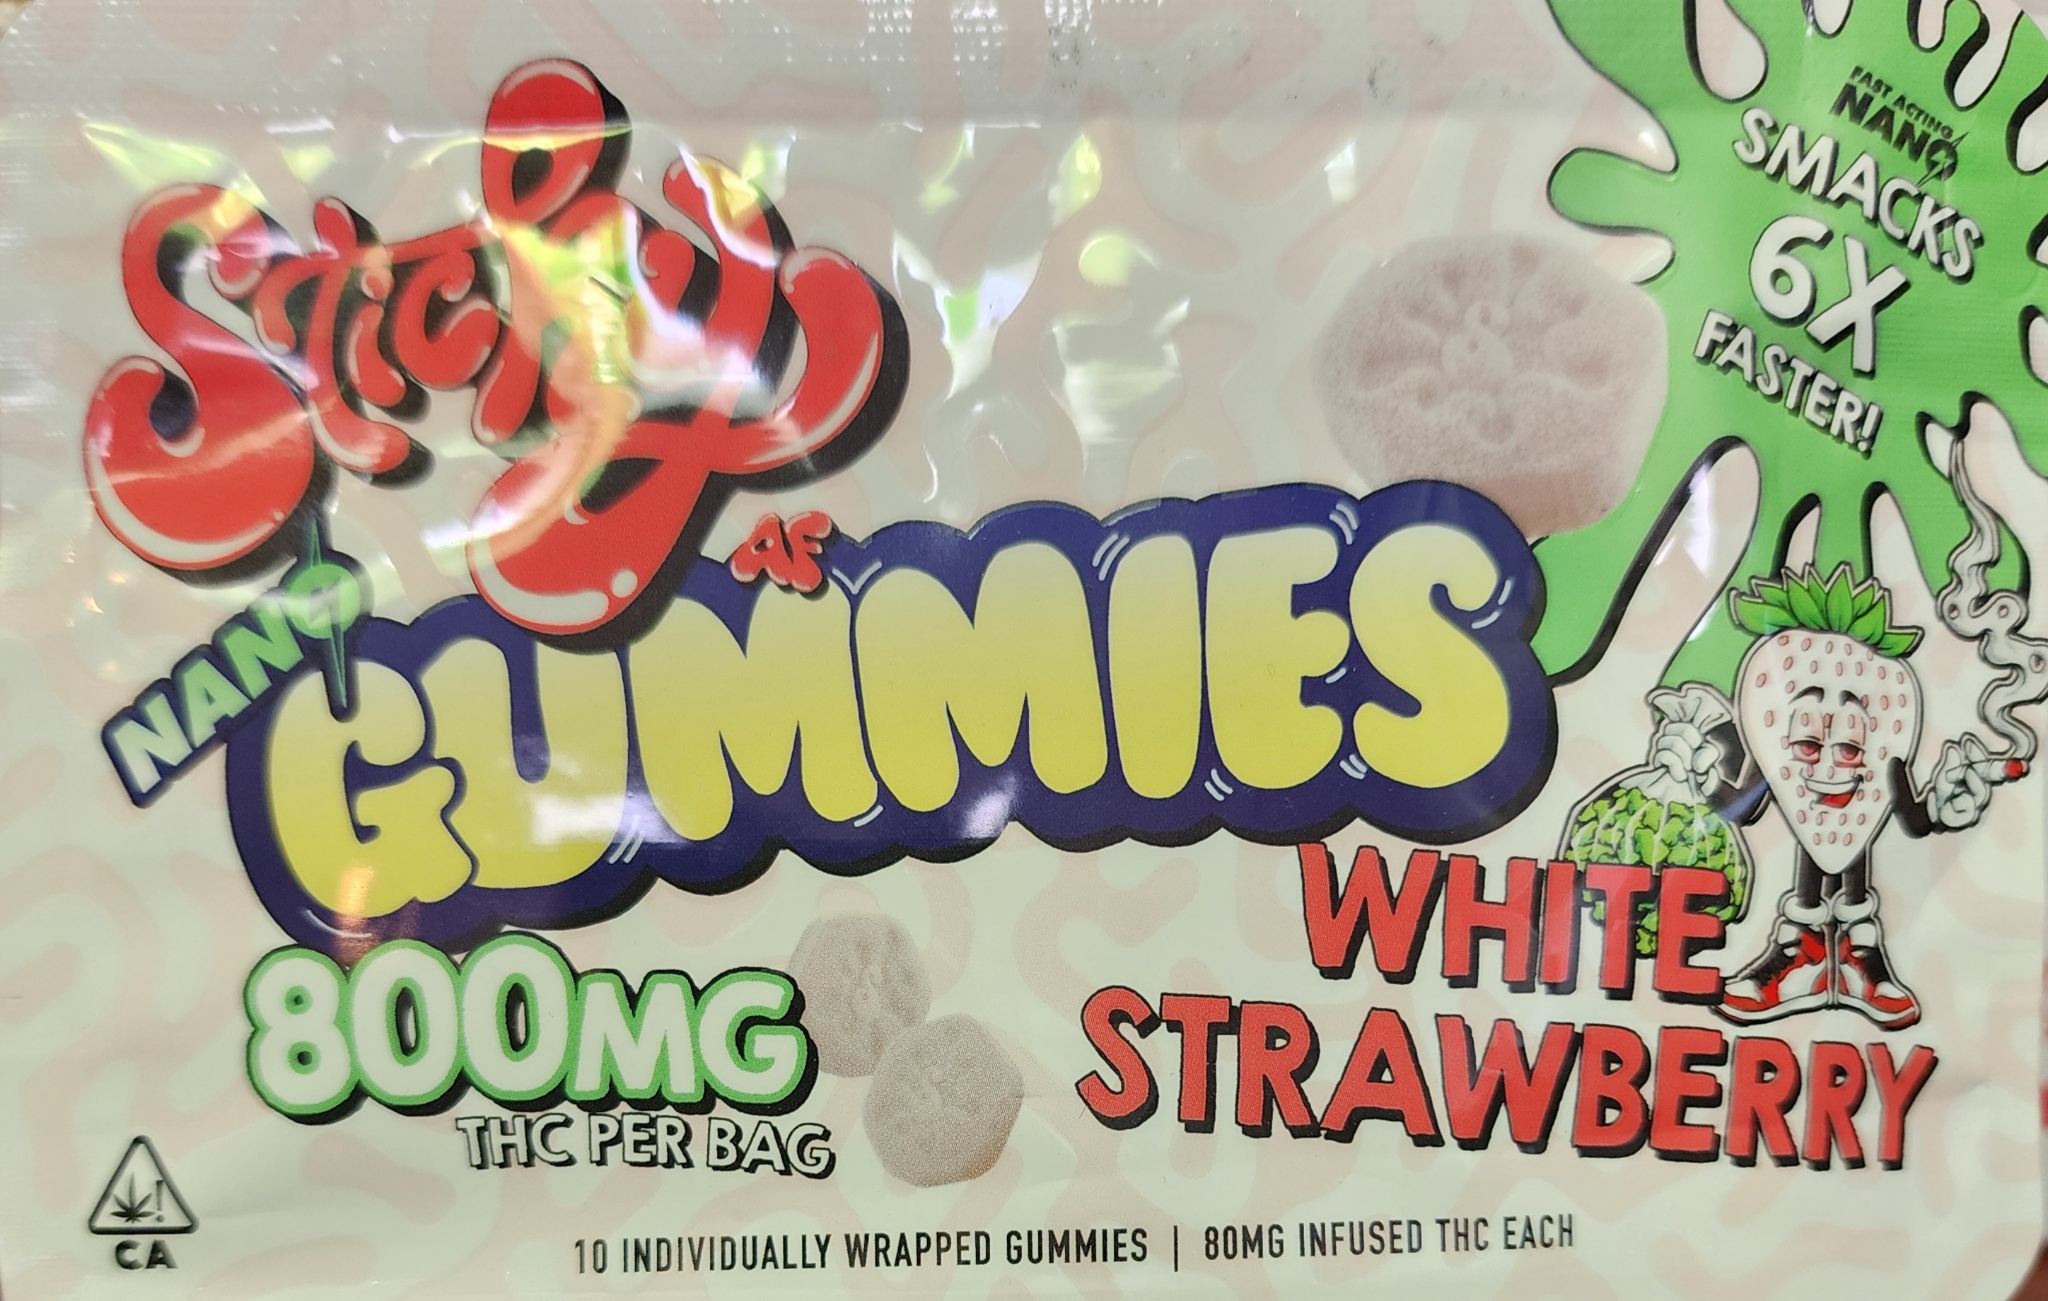 Sticky
AF
NANO
GUMMIES
FAST ACTING
NANO
SMACKS
6X
FASTER!
WHITE
STRAWBERRY
800MG
THC PER BAG
CA
10 INDIVIDUALLY WRAPPED GUMMIES | 80MG INFUSED THC EACH